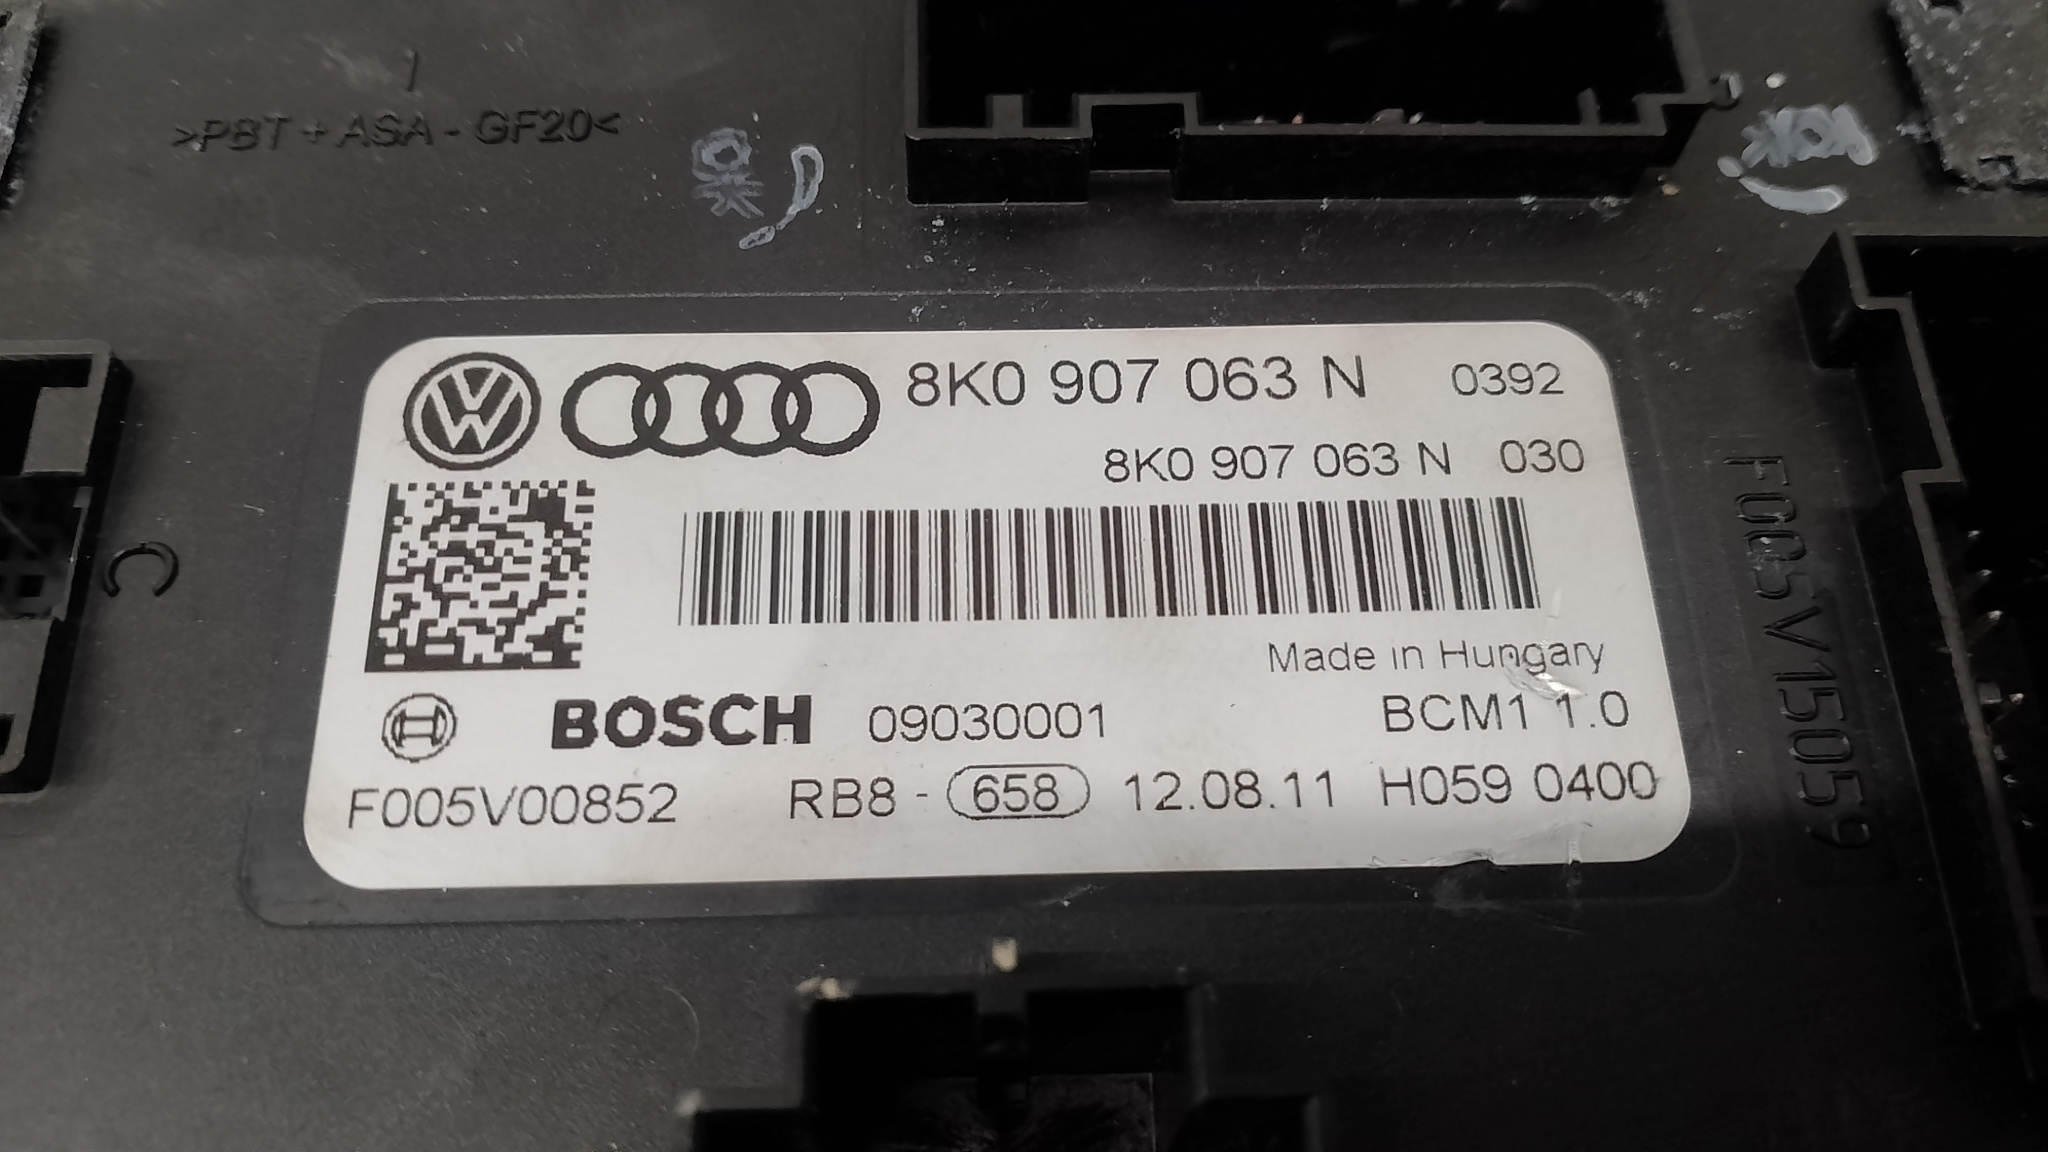 >PBT + ASA - GF20<
8K0 907 063 N 0392
8K0 907 063 N 030
Made in Hungary
BOSCH 09030001 BCM1 1.0
F005V00852 RB8 - 658 12.08.11 H059 0400
F005V15059
C